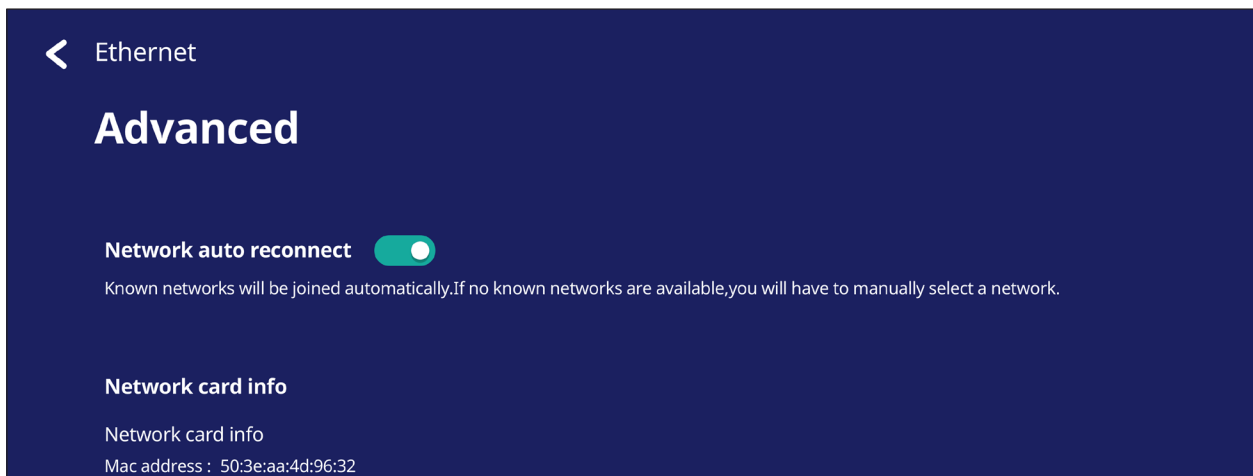 Ethernet
Advanced
Network auto reconnect
Known networks will be joined automatically.If no known networks are available,you will have to manually select a network.
Network card info
Network card info
Mac address : 50:3e:aa:4d:96:32